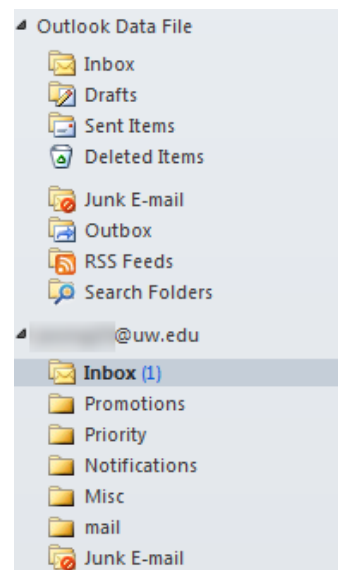 Outlook Data File
Inbox
Drafts
Sent Items
Deleted Items
Junk E-mail
Outbox
RSS Feeds
Search Folders
@uw.edu
Inbox (1)
Promotions
Priority
Notifications
Misc
mail
Junk E-mail